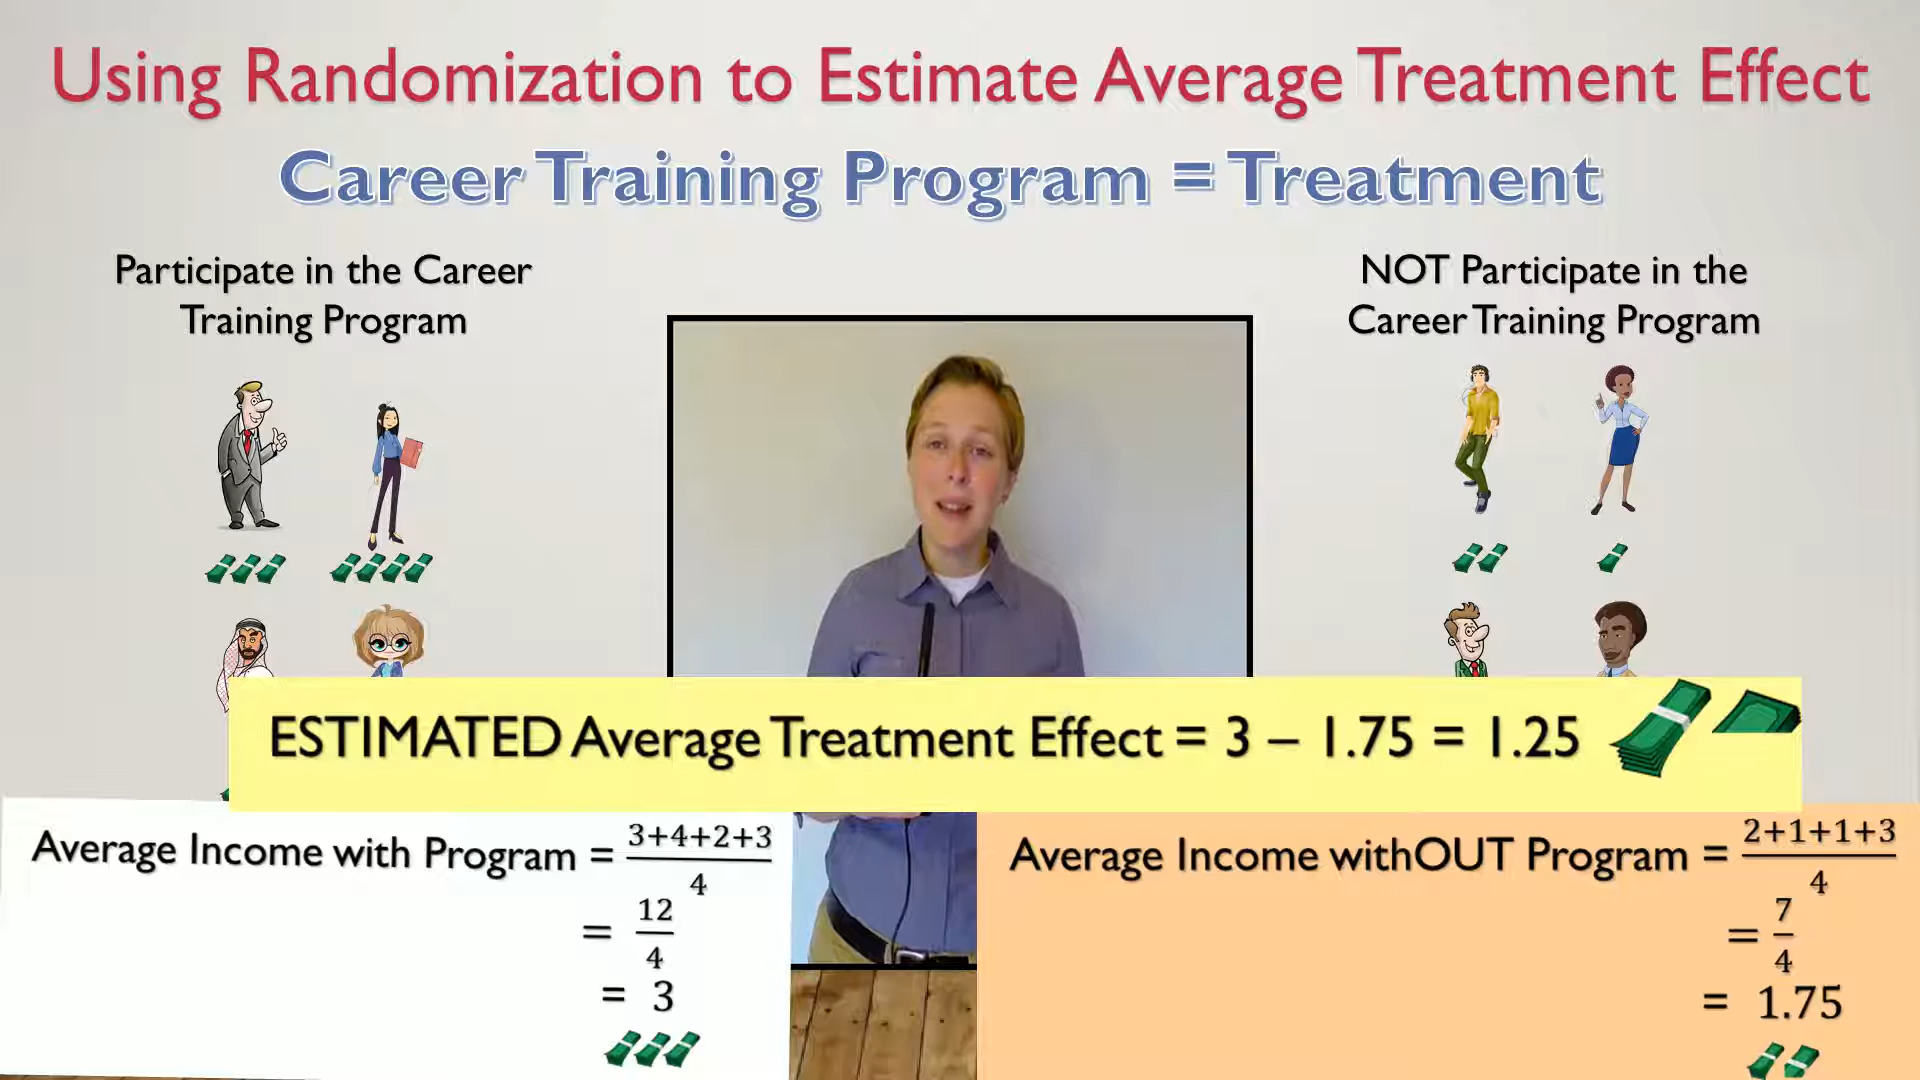 Using Randomization to Estimate Average Treatment Effect
Career Training Program = Treatment
Participate in the Career
Training Program
NOT Participate in the
Career Training Program
ESTIMATED Average Treatment Effect = 3 – 1.75 = 1.25
Average Income with Program = 3+4+2+3
4
= 12
4
= 3
Average Income withOUT Program = 2+1+1+3
4
= 7
4
= 1.75